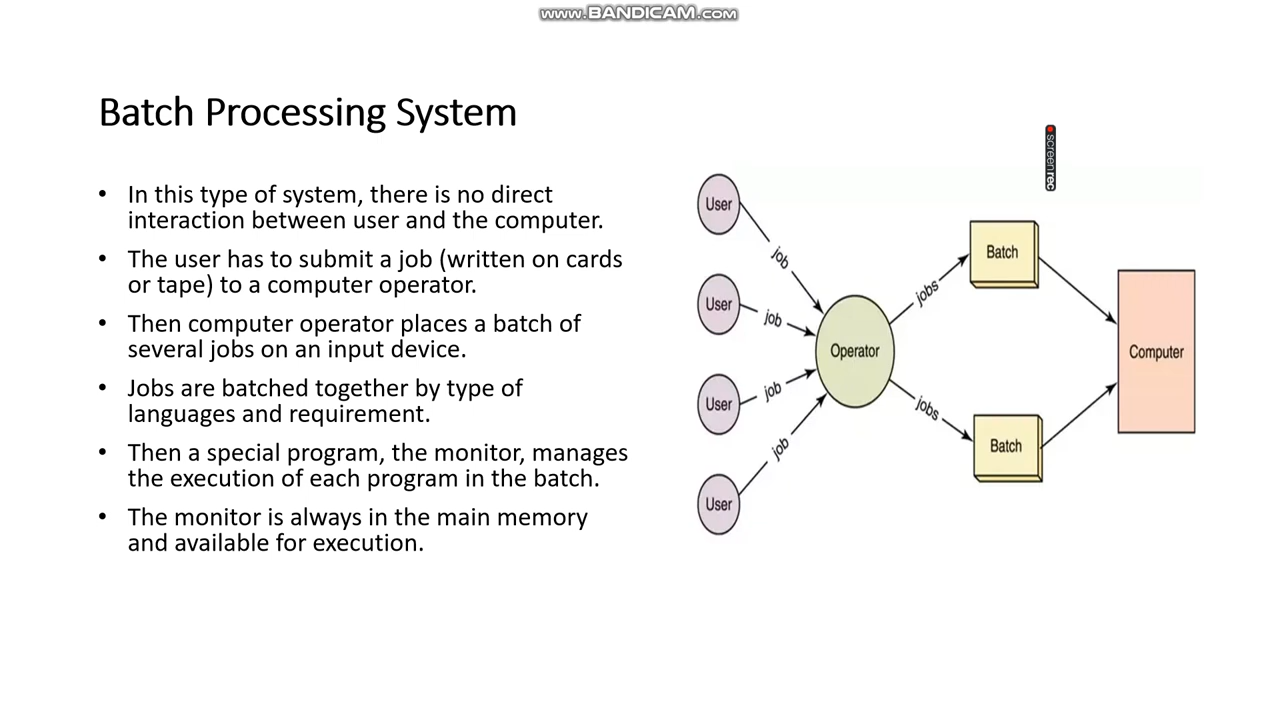 www.BANDICAM.com
Batch Processing System
• In this type of system, there is no direct
interaction between user and the computer.
• The user has to submit a job (written on cards
or tape) to a computer operator.
• Then computer operator places a batch of
several jobs on an input device.
• Jobs are batched together by type of
languages and requirement.
• Then a special program, the monitor, manages
the execution of each program in the batch.
• The monitor is always in the main memory
and available for execution.
screenrec
User
job
User
job
User
job
User
job
Operator
jobs
jobs
Batch
Batch
Computer